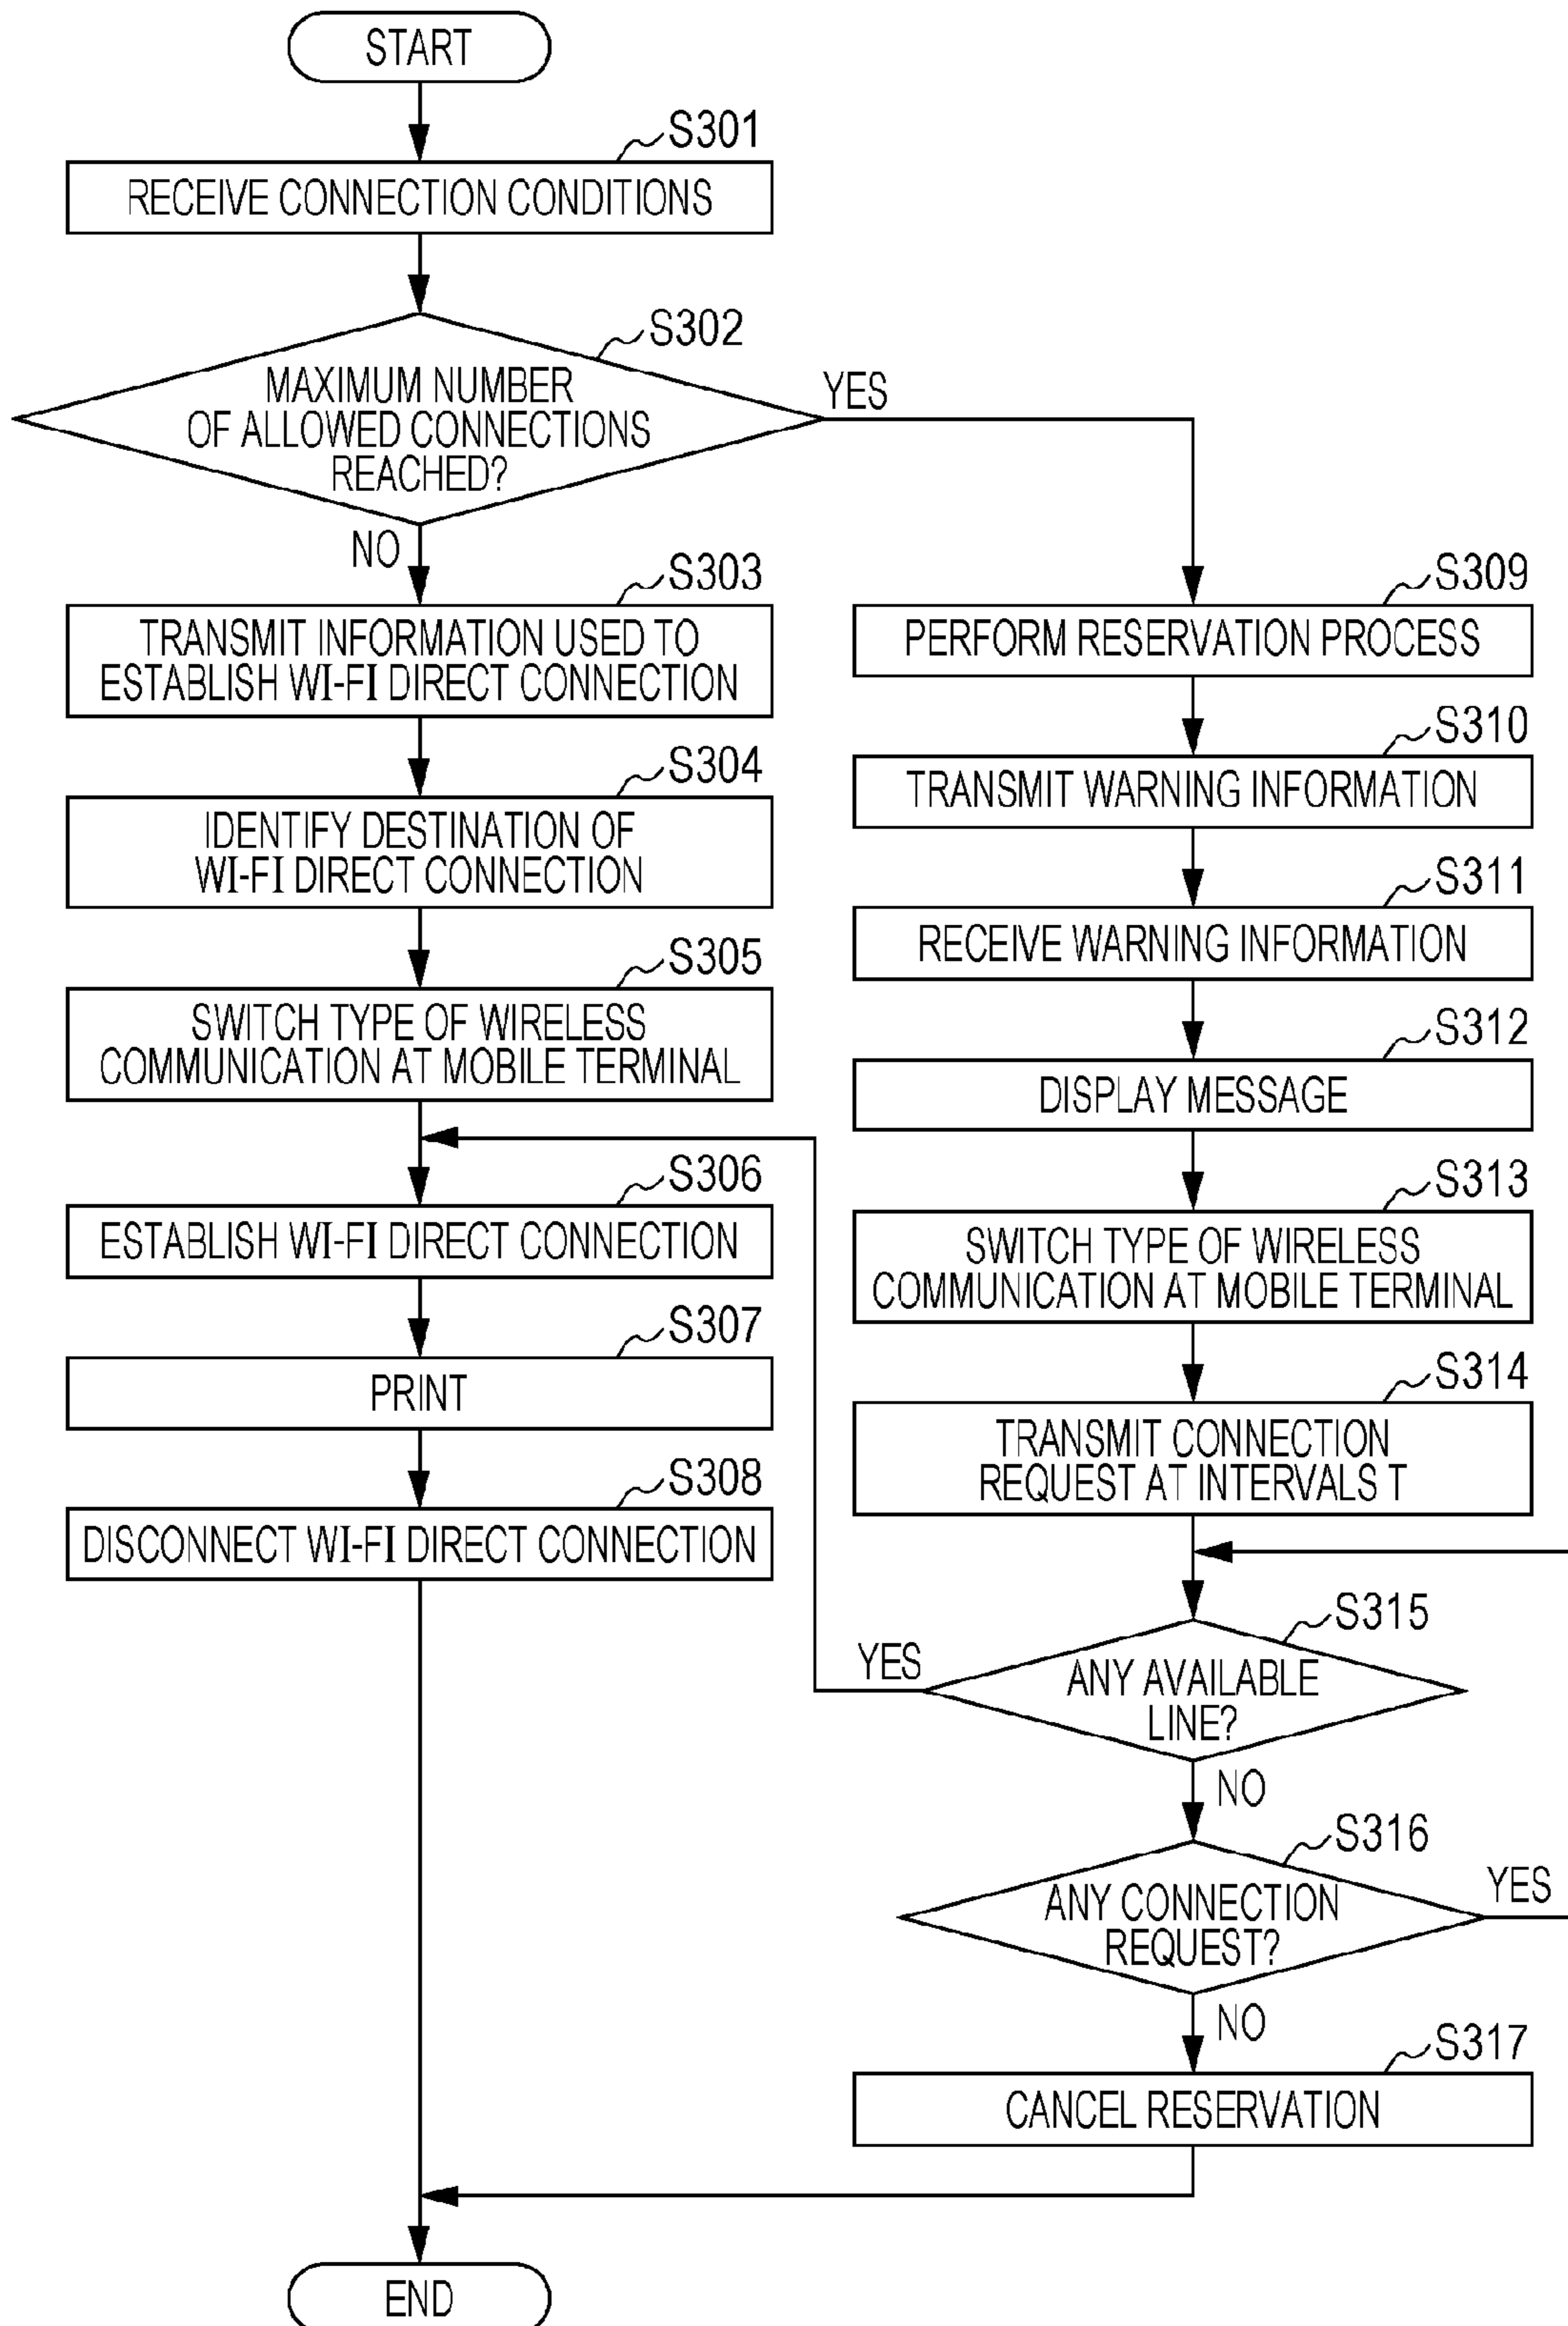 START
S301
RECEIVE CONNECTION CONDITIONS
S302
MAXIMUM NUMBER
OF ALLOWED CONNECTIONS
REACHED?
YES
NO
S303
TRANSMIT INFORMATION USED TO
ESTABLISH WI-FI DIRECT CONNECTION
S304
IDENTIFY DESTINATION OF
WI-FI DIRECT CONNECTION
S305
SWITCH TYPE OF WIRELESS
COMMUNICATION AT MOBILE TERMINAL
S306
ESTABLISH WI-FI DIRECT CONNECTION
S307
PRINT
S308
DISCONNECT WI-FI DIRECT CONNECTION
S309
PERFORM RESERVATION PROCESS
S310
TRANSMIT WARNING INFORMATION
S311
RECEIVE WARNING INFORMATION
S312
DISPLAY MESSAGE
S313
SWITCH TYPE OF WIRELESS
COMMUNICATION AT MOBILE TERMINAL
S314
TRANSMIT CONNECTION
REQUEST AT INTERVALS T
S315
YES
ANY AVAILABLE
LINE?
NO
S316
YES
ANY CONNECTION
REQUEST?
NO
S317
CANCEL RESERVATION
END